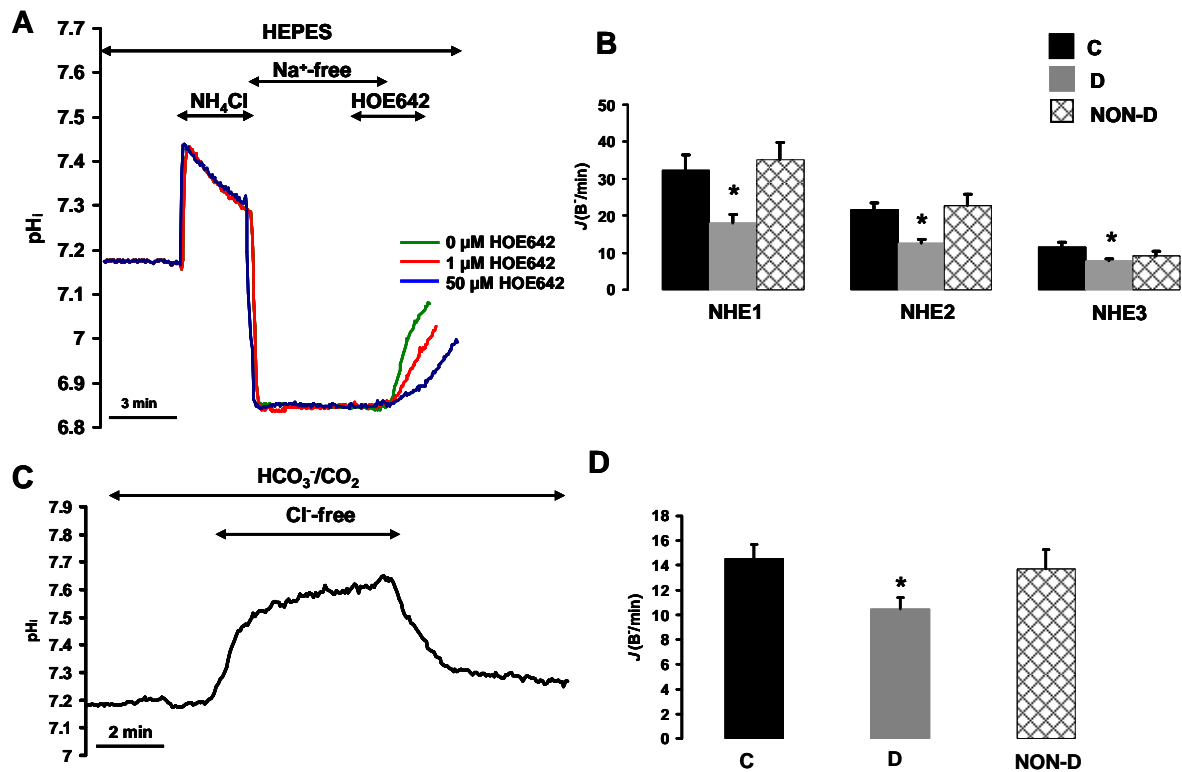 A
7.7
7.6
7.5
7.4
7.3
7.2
7.1
7
6.9
6.8
pHi
HEPES
Na+-free
NH4Cl
HOE642
0 µM HOE642
1 µM HOE642
50 µM HOE642
3 min
B
C
D
NON-D
50
40
30
20
10
0
J(B-/min)
*
*
*
NHE1
NHE2
NHE3
C
HCO3-/CO2
Cl--free
7.9
7.8
7.7
7.6
7.5
7.4
7.3
7.2
7.1
7
pHi
2 min
D
18
16
14
12
10
8
6
4
2
0
J(B-/min)
*
C
D
NON-D